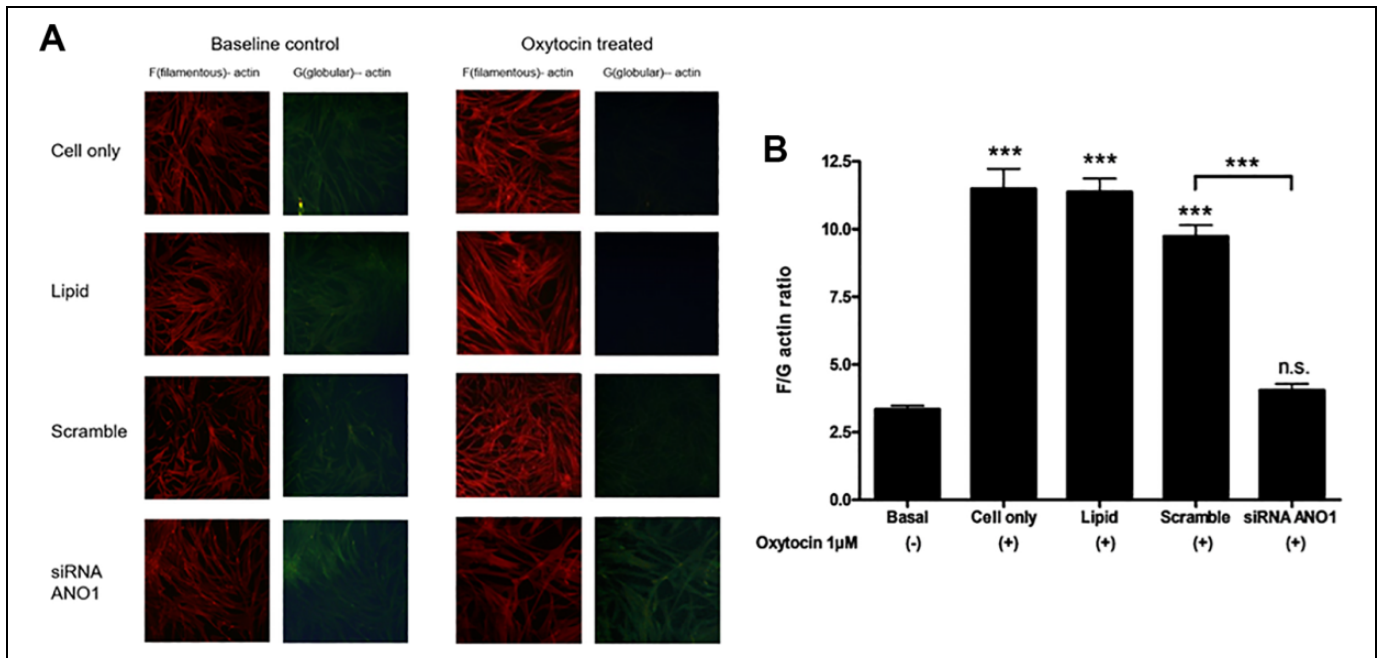 A
Baseline control
Oxytocin treated
F(filamentous)- actin
G(globular)-- actin
F(filamentous)- actin
G(globular)-- actin
Cell only
Lipid
Scramble
siRNA
ANO1
B
F/G actin ratio
12.5
10.0
7.5
5.0
2.5
0.0
***
***
***
***
n.s.
Basal
Cell only
Lipid
Scramble
siRNA ANO1
Oxytocin 1µM
(-)
(+)
(+)
(+)
(+)